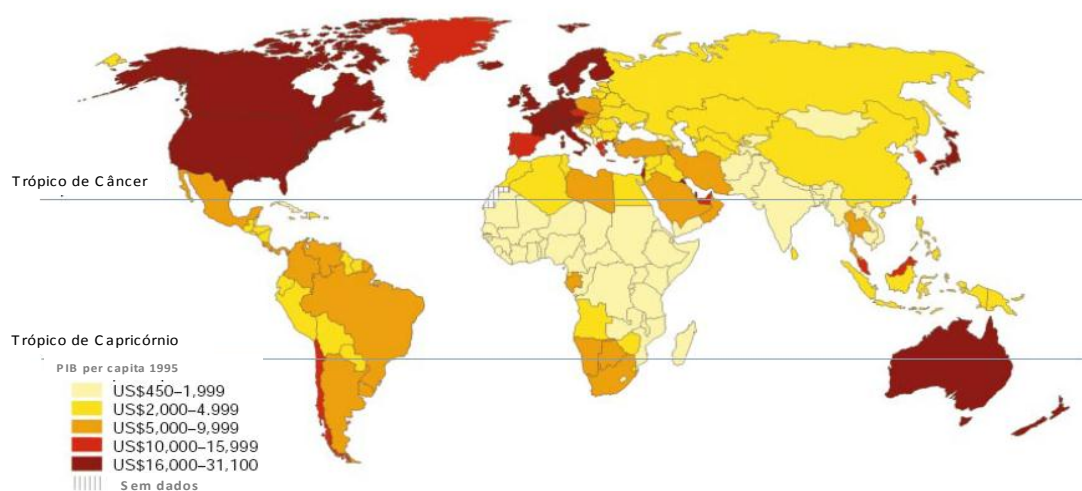 Trópico de Câncer
Trópico de Capricórnio
PIB per capita 1995
US$450–1,999
US$2,000–4.999
US$5,000–9,999
US$10,000–15,999
US$16,000–31,100
Sem dados